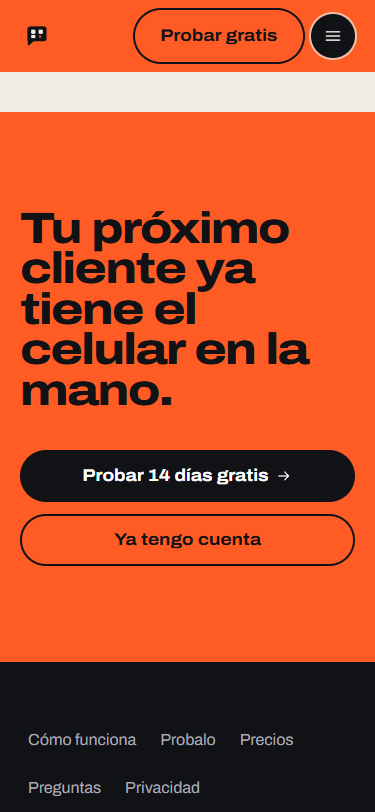 Probar gratis
Tu próximo
cliente ya
tiene el
celular en la
mano.
Probar 14 días gratis →
Ya tengo cuenta
Cómo funciona Probalo Precios
Preguntas Privacidad